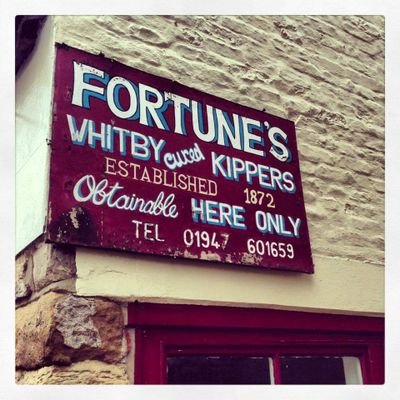 FORTUNE'S
WHITBY cured KIPPERS
ESTABLISHED 1872
Obtainable HERE ONLY
TEL 01947 601659